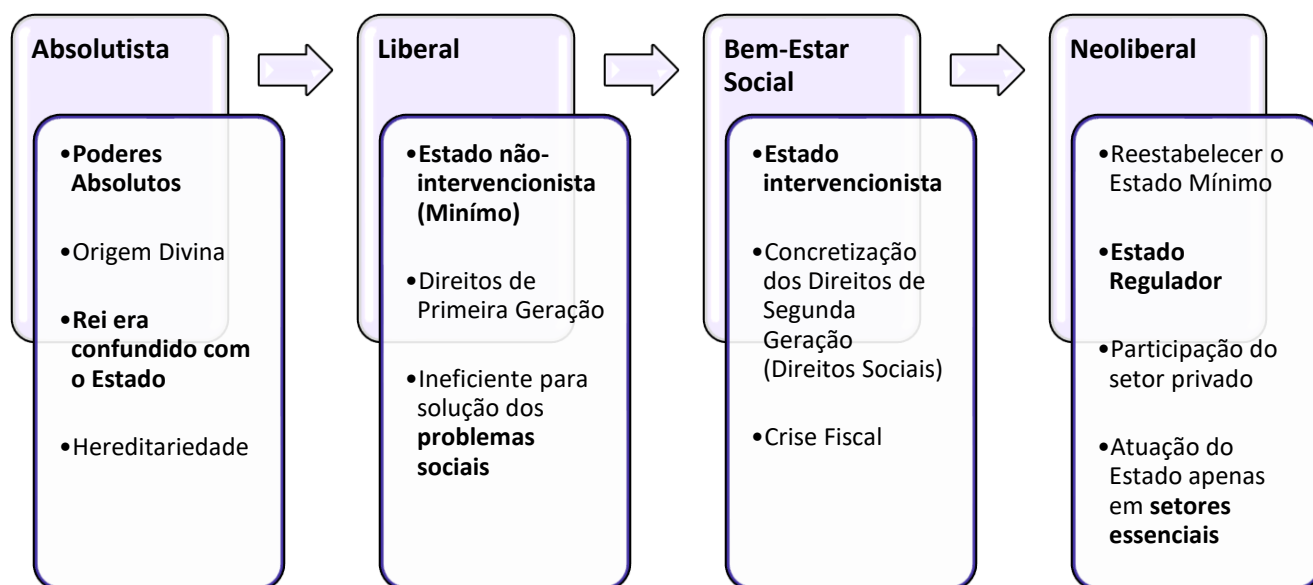 Absolutista
•Poderes
Absolutos
•Origem Divina
•Rei era
confundido com
o Estado
•Hereditariedade
Liberal
•Estado não-
intervencionista
(Minímo)
•Direitos de
Primeira Geração
•Ineficiente para
solução dos
problemas
sociais
Bem-Estar
Social
•Estado
intervencionista
•Concretização
dos Direitos de
Segunda
Geração
(Direitos Sociais)
•Crise Fiscal
Neoliberal
•Reestabelecer o
Estado Mínimo
•Estado
Regulador
•Participação do
setor privado
•Atuação do
Estado apenas
em setores
essenciais